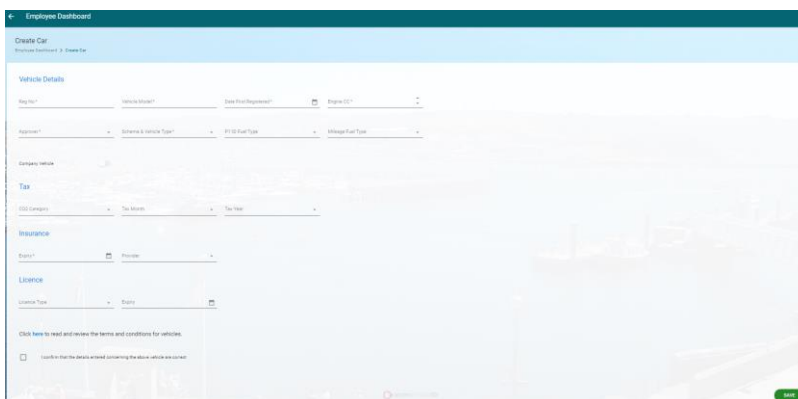 Employee Dashboard
Create Car
Employee Dashboard > Create Car
Vehicle Details
Reg No * Vehicle Model * Date First Registered * Engine CC *
Approver * Scheme & Vehicle Type * P11D Fuel Type Mileage Fuel Type
Company Vehicle
Tax
CO2 Category Tax Month Tax Year
Insurance
Expiry * Provider
Licence
Licence Type Expiry
Click here to read and review the terms and conditions for vehicles.
I confirm that the details entered concerning the above vehicle are current
SAVE